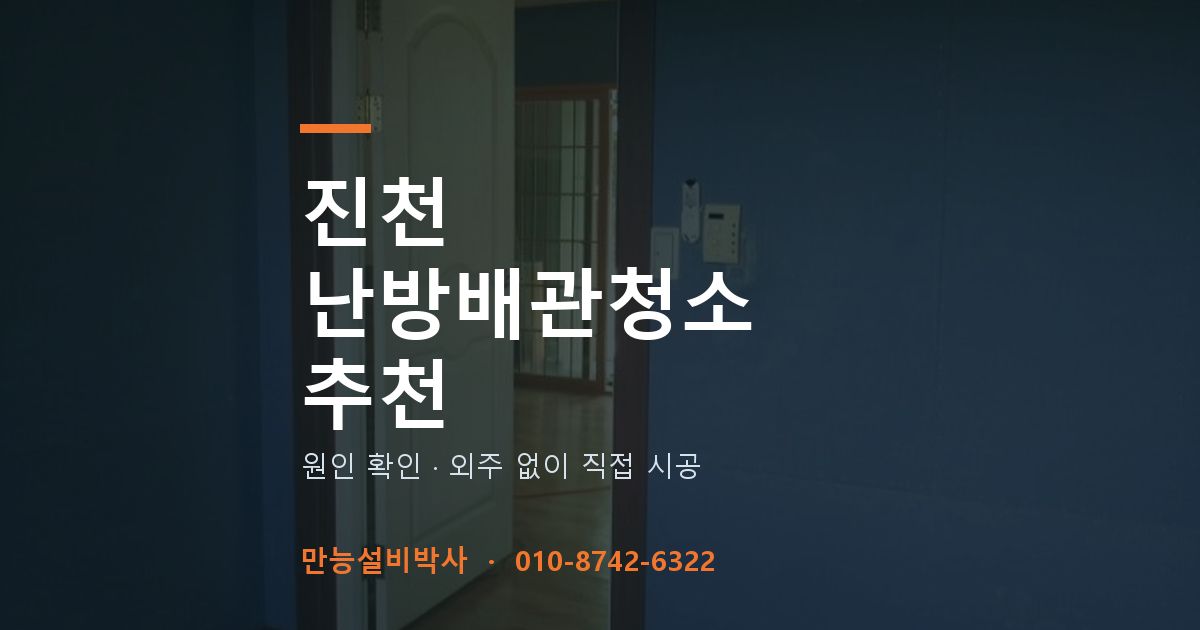 진천
난방배관청소
추천
원인 확인 · 외주 없이 직접 시공
만능설비박사 · 010-8742-6322